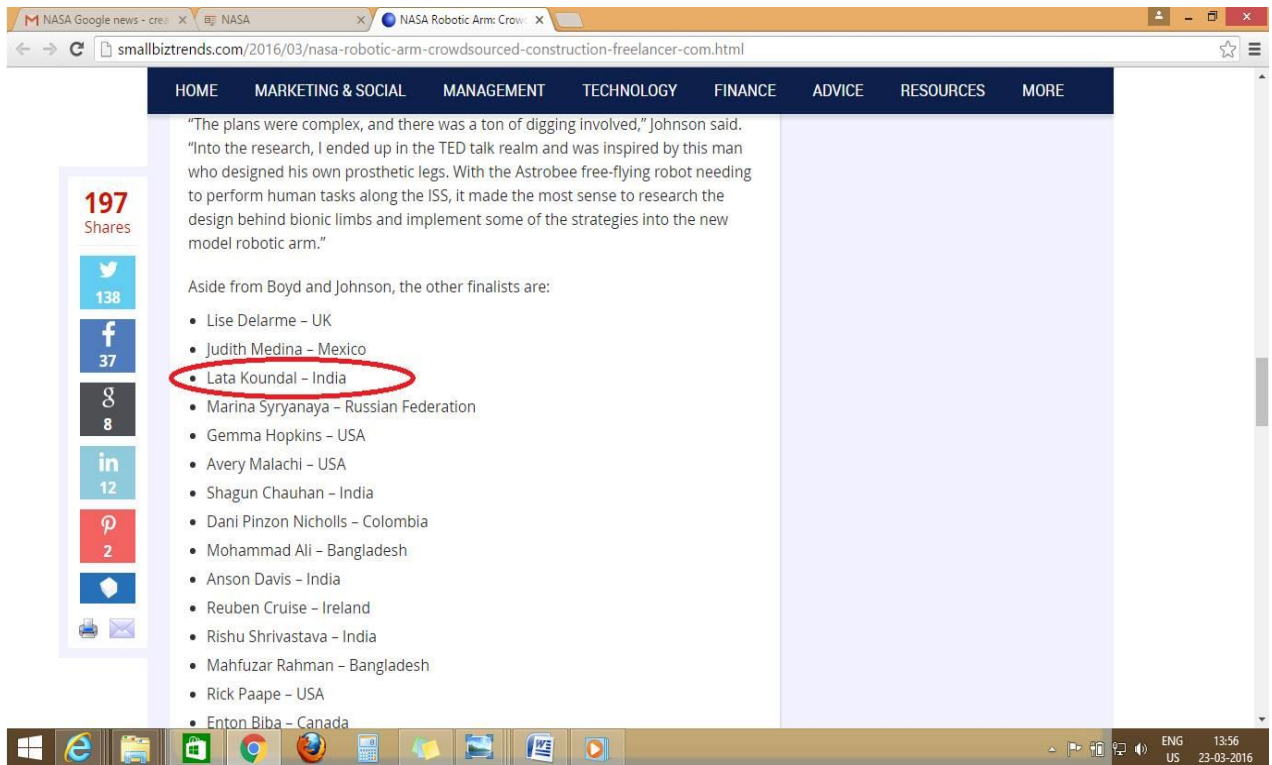 M NASA Google news - crea
NASA
NASA Robotic Arm: Crow
smallbiztrends.com/2016/03/nasa-robotic-arm-crowdsourced-construction-freelancer-com.html
HOME MARKETING & SOCIAL MANAGEMENT TECHNOLOGY FINANCE ADVICE RESOURCES MORE
“The plans were complex, and there was a ton of digging involved,” Johnson said.
“Into the research, I ended up in the TED talk realm and was inspired by this man
who designed his own prosthetic legs. With the Astrobee free-flying robot needing
to perform human tasks along the ISS, it made the most sense to research the
design behind bionic limbs and implement some of the strategies into the new
model robotic arm.”
197
Shares
138
37
8
in
12
2
Aside from Boyd and Johnson, the other finalists are:
• Lise Delarme – UK
• Judith Medina – Mexico
• Lata Koundal – India
• Marina Syryanaya – Russian Federation
• Gemma Hopkins – USA
• Avery Malachi – USA
• Shagun Chauhan – India
• Dani Pinzon Nicholls – Colombia
• Mohammad Ali – Bangladesh
• Anson Davis – India
• Reuben Cruise – Ireland
• Rishu Shrivastava – India
• Mahfuzar Rahman – Bangladesh
• Rick Paape – USA
• Enton Biba – Canada
ENG 13:56
US 23-03-2016